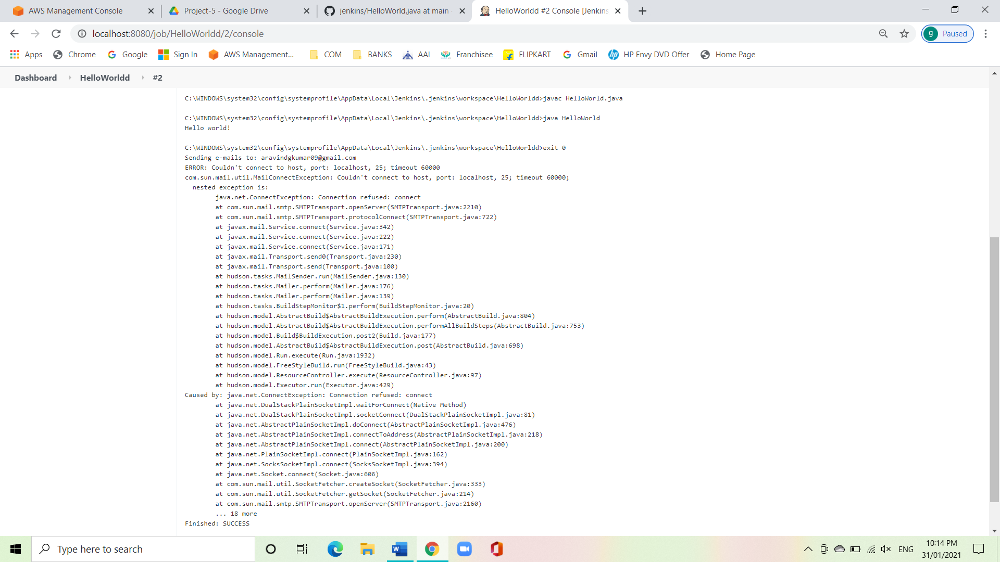 AWS Management Console
Project-5 - Google Drive
jenkins/HelloWorld.java at main
HelloWorldd #2 Console [Jenkins
localhost:8080/job/HelloWorldd/2/console
g Paused
Apps Chrome Google Sign In AWS Management... COM BANKS AAI Franchisee FLIPKART Gmail HP Envy DVD Offer Home Page
Dashboard HelloWorldd #2
C:\WINDOWS\system32\config\systemprofile\AppData\Local\Jenkins\.jenkins\workspace\HelloWorldd>javac HelloWorld.java
C:\WINDOWS\system32\config\systemprofile\AppData\Local\Jenkins\.jenkins\workspace\HelloWorldd>java HelloWorld
Hello world!
C:\WINDOWS\system32\config\systemprofile\AppData\Local\Jenkins\.jenkins\workspace\HelloWorldd>exit 0
Sending e-mails to: aravindgkumar09@gmail.com
ERROR: Couldn't connect to host, port: localhost, 25; timeout 60000
com.sun.mail.util.MailConnectException: Couldn't connect to host, port: localhost, 25; timeout 60000;
nested exception is:
java.net.ConnectException: Connection refused: connect
at com.sun.mail.smtp.SMTPTransport.openServer(SMTPTransport.java:2210)
at com.sun.mail.smtp.SMTPTransport.protocolConnect(SMTPTransport.java:722)
at javax.mail.Service.connect(Service.java:342)
at javax.mail.Service.connect(Service.java:222)
at javax.mail.Service.connect(Service.java:171)
at javax.mail.Transport.send0(Transport.java:230)
at javax.mail.Transport.send(Transport.java:100)
at hudson.tasks.MailSender.run(MailSender.java:130)
at hudson.tasks.Mailer.perform(Mailer.java:176)
at hudson.tasks.Mailer.perform(Mailer.java:139)
at hudson.tasks.BuildStepMonitor$1.perform(BuildStepMonitor.java:20)
at hudson.model.AbstractBuild$AbstractBuildExecution.perform(AbstractBuild.java:804)
at hudson.model.AbstractBuild$AbstractBuildExecution.performAllBuildSteps(AbstractBuild.java:753)
at hudson.model.Build$BuildExecution.post2(Build.java:177)
at hudson.model.AbstractBuild$AbstractBuildExecution.post(AbstractBuild.java:698)
at hudson.model.Run.execute(Run.java:1932)
at hudson.model.FreeStyleBuild.run(FreeStyleBuild.java:43)
at hudson.model.ResourceController.execute(ResourceController.java:97)
at hudson.model.Executor.run(Executor.java:429)
Caused by: java.net.ConnectException: Connection refused: connect
at java.net.DualStackPlainSocketImpl.waitForConnect(Native Method)
at java.net.DualStackPlainSocketImpl.socketConnect(DualStackPlainSocketImpl.java:81)
at java.net.AbstractPlainSocketImpl.doConnect(AbstractPlainSocketImpl.java:476)
at java.net.AbstractPlainSocketImpl.connectToAddress(AbstractPlainSocketImpl.java:218)
at java.net.AbstractPlainSocketImpl.connect(AbstractPlainSocketImpl.java:200)
at java.net.PlainSocketImpl.connect(PlainSocketImpl.java:162)
at java.net.SocksSocketImpl.connect(SocksSocketImpl.java:394)
at java.net.Socket.connect(Socket.java:606)
at com.sun.mail.util.SocketFetcher.createSocket(SocketFetcher.java:333)
at com.sun.mail.util.SocketFetcher.getSocket(SocketFetcher.java:214)
at com.sun.mail.smtp.SMTPTransport.openServer(SMTPTransport.java:2160)
... 18 more
Finished: SUCCESS
Type here to search
ENG
10:14 PM
31/01/2021